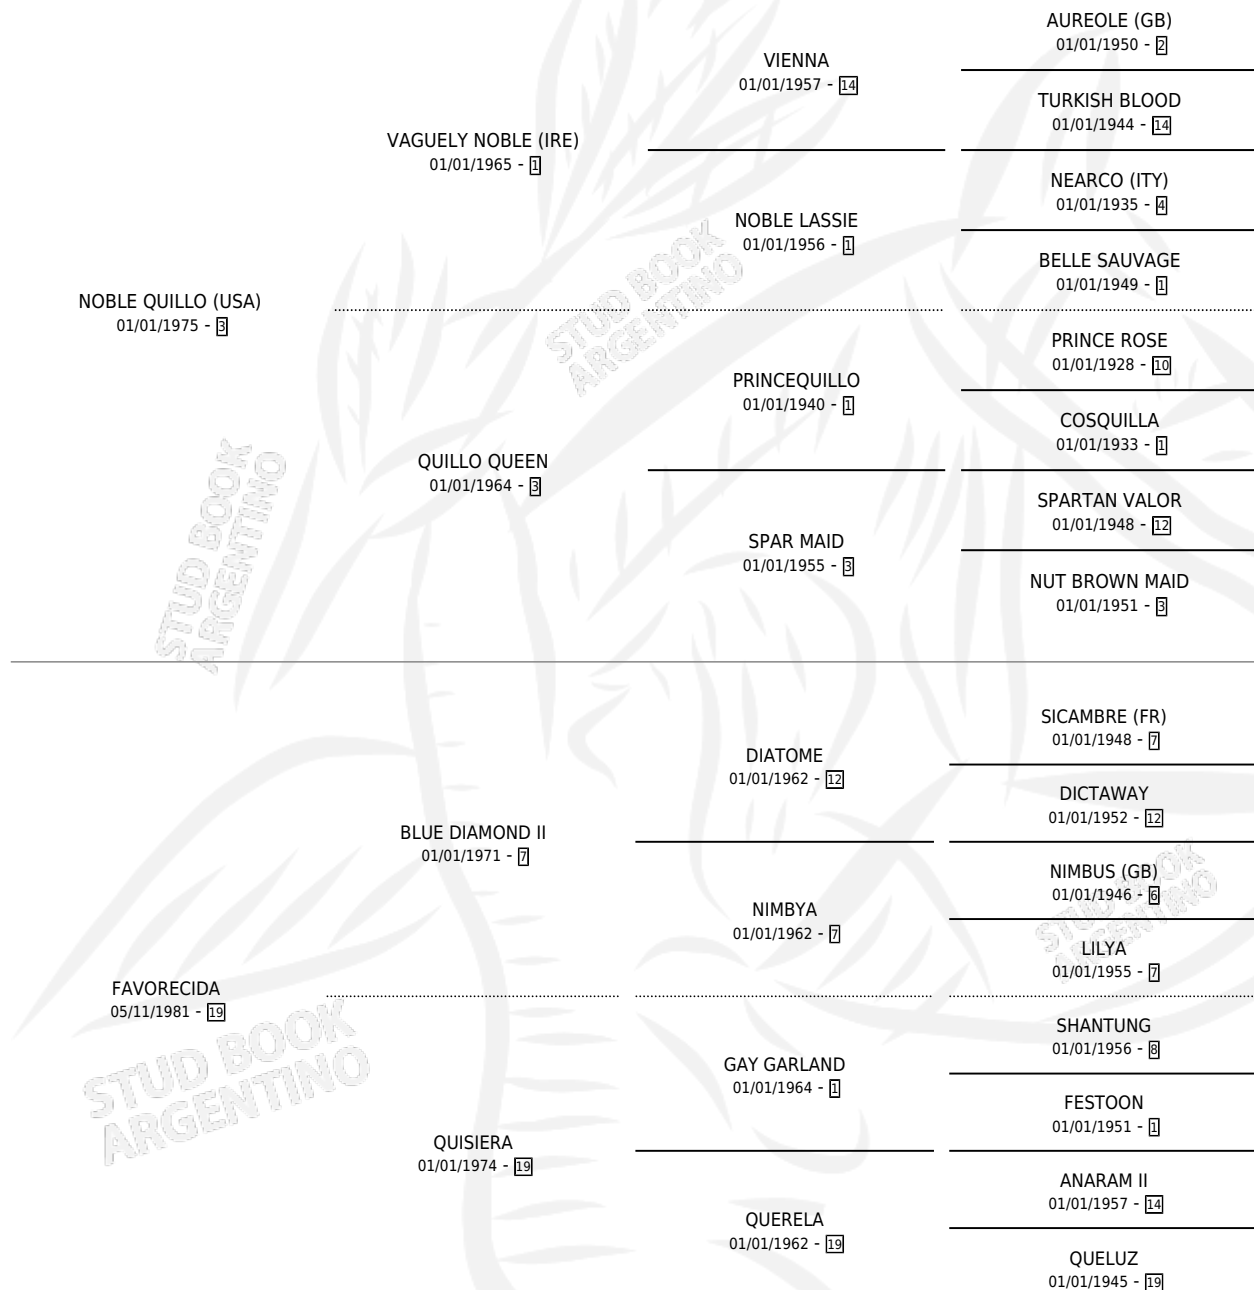 AUREOLE (GB)
01/01/1950 - 2
VIENNA
01/01/1957 - 14
TURKISH BLOOD
01/01/1944 - 14
VAGUELY NOBLE (IRE)
01/01/1965 - 1
NEARCO (ITY)
01/01/1935 - 4
NOBLE LASSIE
01/01/1956 - 1
BELLE SAUVAGE
01/01/1949 - 1
NOBLE QUILLO (USA)
01/01/1975 - 3
PRINCE ROSE
01/01/1928 - 10
PRINCEQUILLO
01/01/1940 - 1
COSQUILLA
01/01/1933 - 1
QUILLO QUEEN
01/01/1964 - 3
SPARTAN VALOR
01/01/1948 - 12
SPAR MAID
01/01/1955 - 3
NUT BROWN MAID
01/01/1951 - 3
SICAMBRE (FR)
01/01/1948 - 7
DIATOME
01/01/1962 - 12
DICTAWAY
01/01/1952 - 12
BLUE DIAMOND II
01/01/1971 - 7
NIMBUS (GB)
01/01/1946 - 6
NIMBYA
01/01/1962 - 7
LILYA
01/01/1955 - 7
FAVORECIDA
05/11/1981 - 19
SHANTUNG
01/01/1956 - 8
GAY GARLAND
01/01/1964 - 1
FESTOON
01/01/1951 - 1
QUISIERA
01/01/1974 - 19
ANARAM II
01/01/1957 - 14
QUERELA
01/01/1962 - 19
QUELUZ
01/01/1945 - 19
STUD BOOK
ARGENTINO
STUD BOOK
ARGENTINO
STUD BOOK
ARGENTINO
STUD BOOK
ARGENTINO